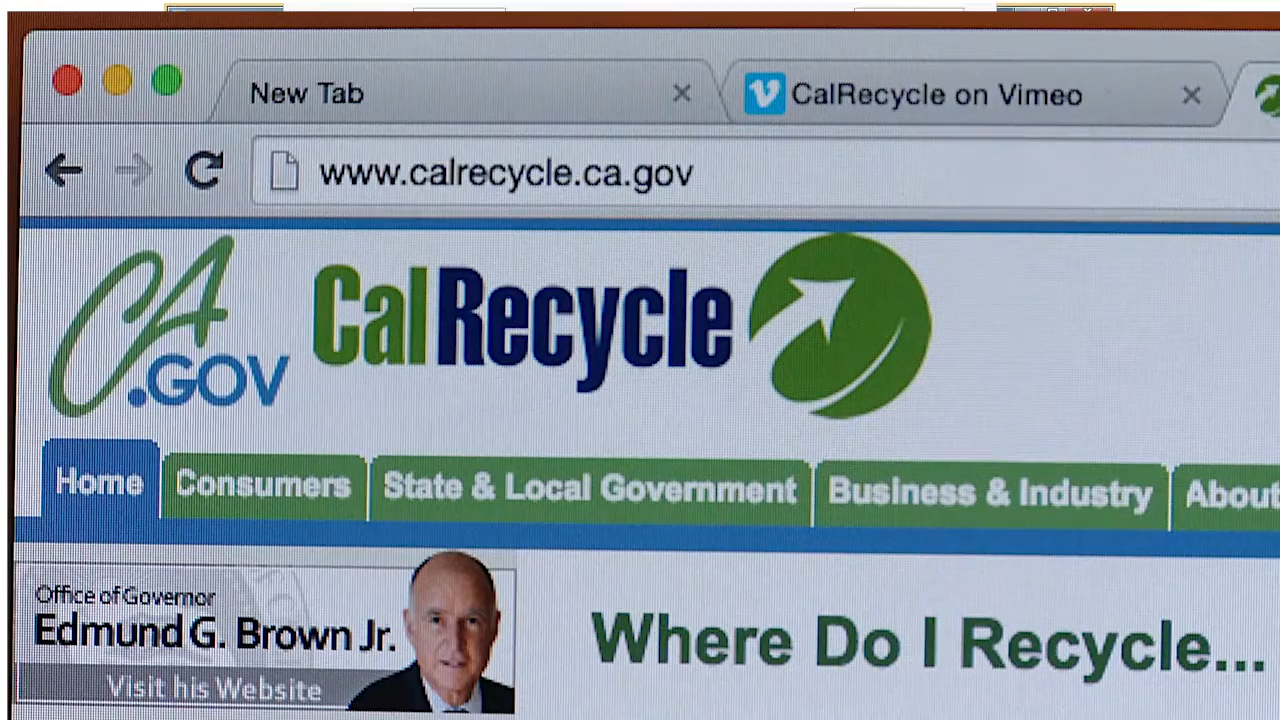 New Tab
CalRecycle on Vimeo
www.calrecycle.ca.gov
CA
.GOV
CalRecycle
Home
Consumers
State & Local Government
Business & Industry
About
Office of Governor
Edmund G. Brown Jr.
Visit his Website
Where Do I Recycle...